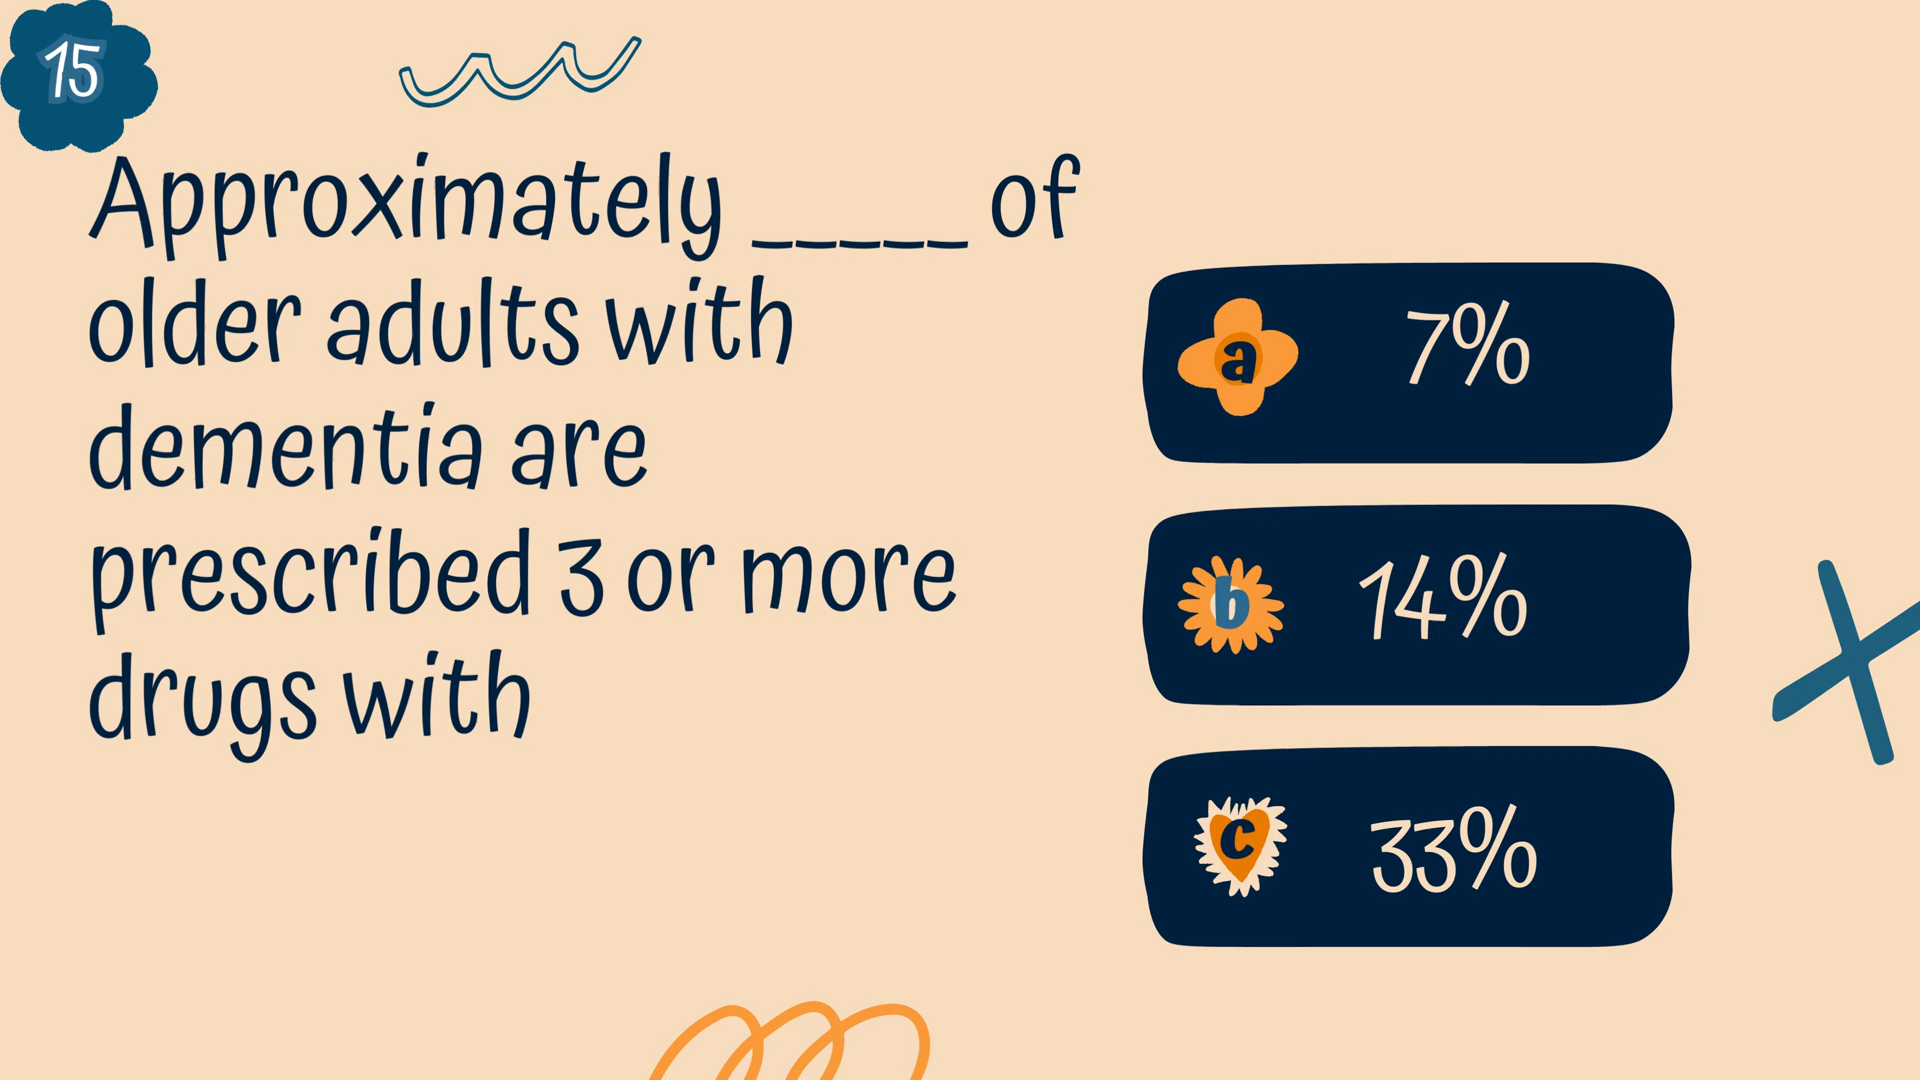 15
Approximately _____ of
older adults with
dementia are
prescribed 3 or more
drugs with
a 7%
b 14%
c 33%